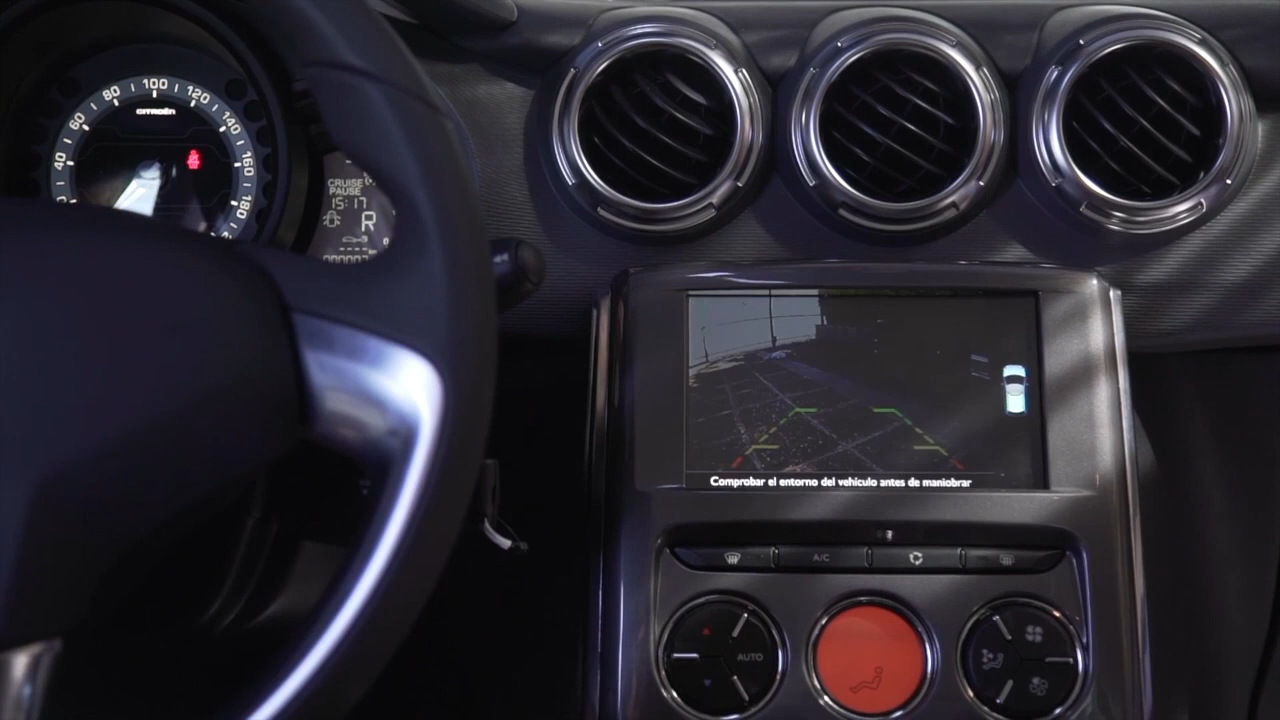 40
60
80
100
120
140
160
180
CITROËN
CRUISE
PAUSE
15:17
R
Comprobar el entorno del vehículo antes de maniobrar
A/C
AUTO